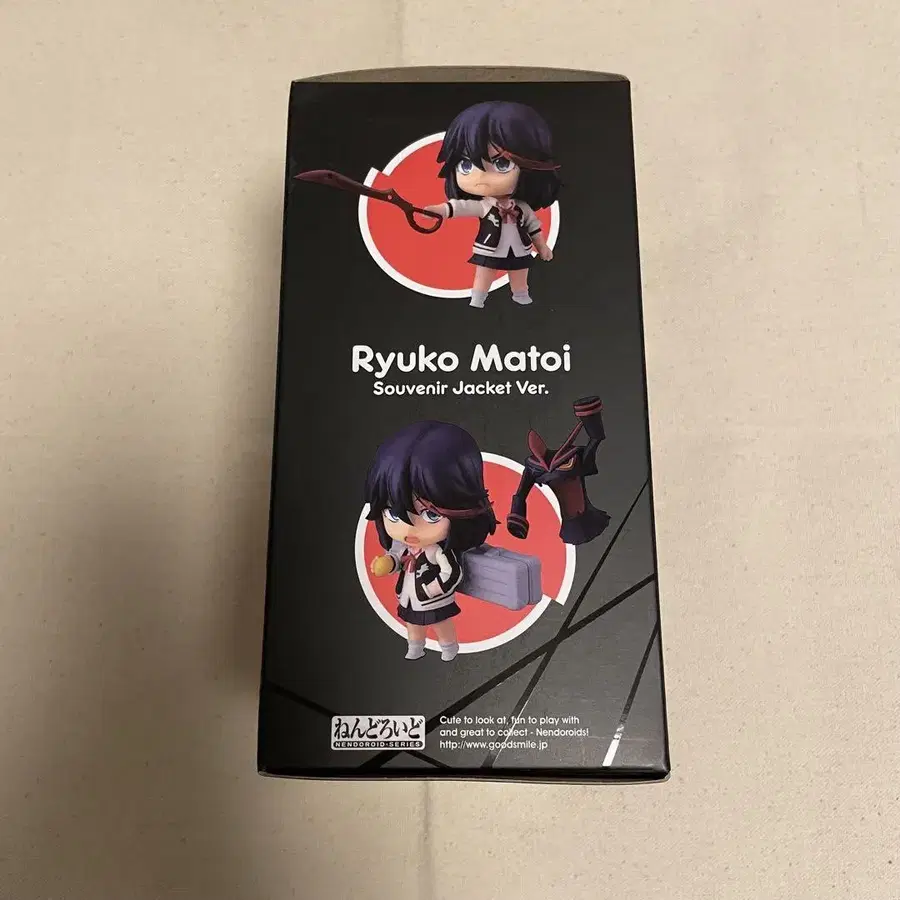 Ryuko Matoi
Souvenir Jacket Ver.
ねんどろいど
NENDOROID-SERIES
Cute to look at, fun to play with
and great to collect - Nendoroids!
http://www.goodsmile.jp